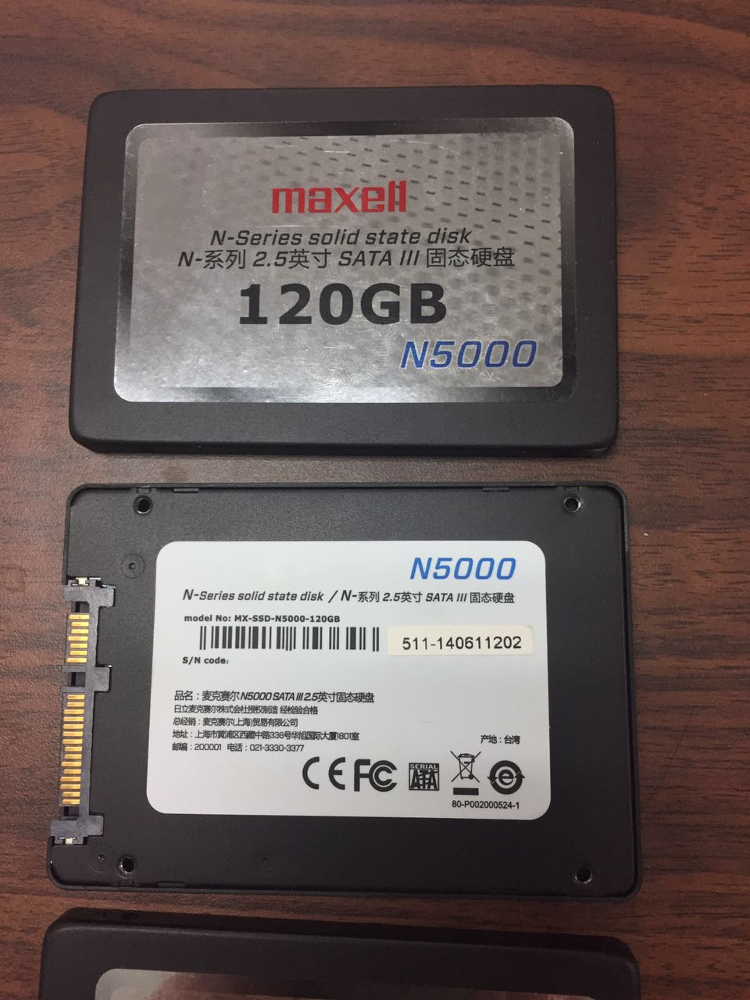 maxell
N-Series solid state disk
N-系列 2.5英寸 SATA III 固态硬盘
120GB
N5000
N5000
N-Series solid state disk / N-系列 2.5英寸 SATA III 固态硬盘
model No: MX-SSD-N5000-120GB
511-140611202
S/N code:
品名：麦克赛尔 N5000 SATA III 2.5英寸固态硬盘
日立麦克赛尔株式会社授权制造 经检验合格
总经销：麦克赛尔(上海)贸易有限公司
地址：上海市黄浦区西藏中路336号华旭国际大厦1801室
产地：台湾
邮编：200001 电话：021-3330-3377
CE FC SERIAL ATA
80-P002000524-1